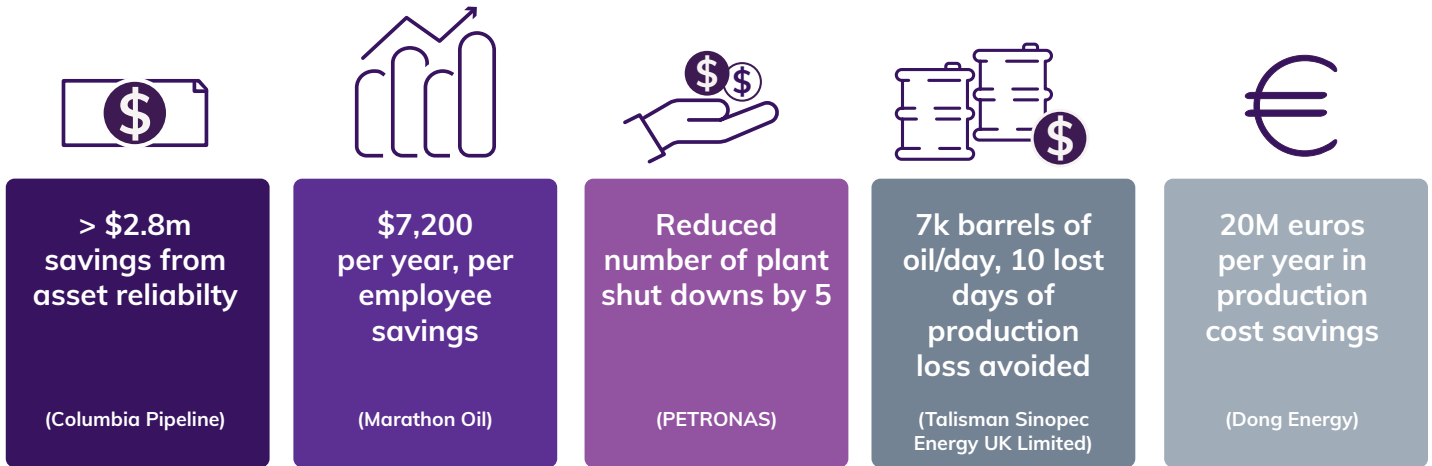 > $2.8m
savings from
asset reliabilty
(Columbia Pipeline)
$7,200
per year, per
employee
savings
(Marathon Oil)
Reduced
number of plant
shut downs by 5
(PETRONAS)
7k barrels of
oil/day, 10 lost
days of
production
loss avoided
(Talisman Sinopec
Energy UK Limited)
20M euros
per year in
production
cost savings
(Dong Energy)